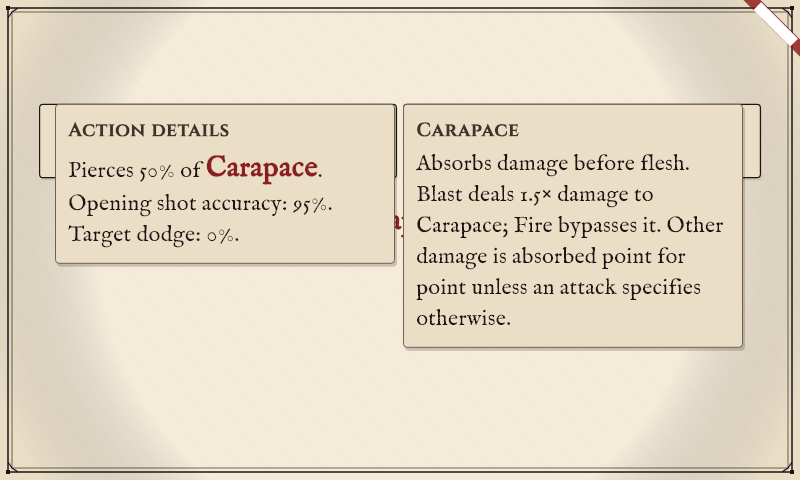 Action details
Pierces 50% of Carapace.
Opening shot accuracy: 95%.
Target dodge: 0%.
Carapace
Absorbs damage before flesh.
Blast deals 1.5× damage to
Carapace; Fire bypasses it. Other
damage is absorbed point for
point unless an attack specifies
otherwise.